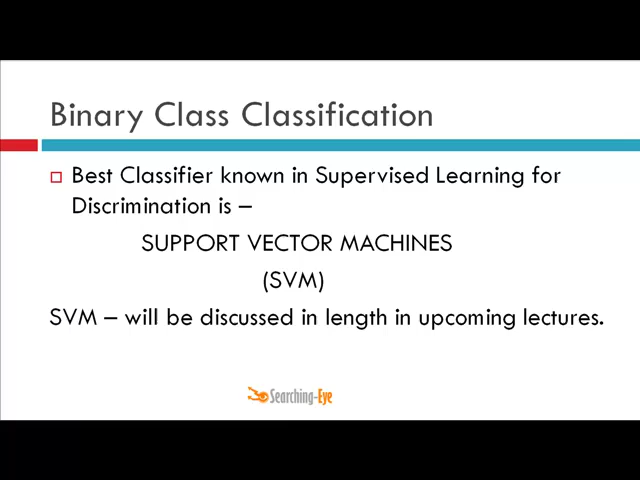 Binary Class Classification
Best Classifier known in Supervised Learning for
Discrimination is –
SUPPORT VECTOR MACHINES
(SVM)
SVM – will be discussed in length in upcoming lectures.
Searching-Eye